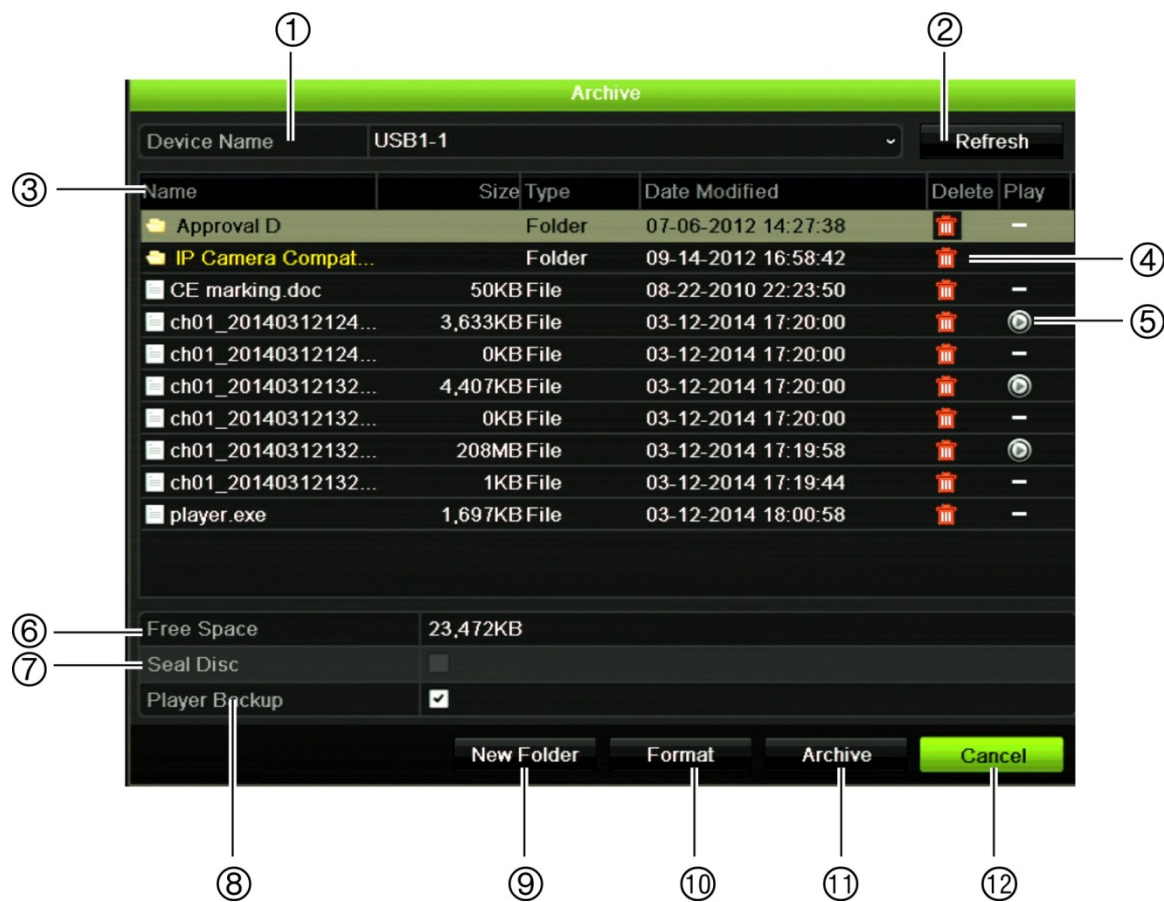 ① ②
Archive
Device Name USB1-1 Refresh
③ Name Size Type Date Modified Delete Play
Approval D Folder 07-06-2012 14:27:38 –
IP Camera Compat... Folder 09-14-2012 16:58:42 ④
CE marking.doc 50KB File 08-22-2010 22:23:50 –
ch01_20140312124... 3,633KB File 03-12-2014 17:20:00 ⑤
ch01_20140312124... 0KB File 03-12-2014 17:20:00 –
ch01_20140312132... 4,407KB File 03-12-2014 17:20:00
ch01_20140312132... 0KB File 03-12-2014 17:20:00 –
ch01_20140312132... 208MB File 03-12-2014 17:19:58
ch01_20140312132... 1KB File 03-12-2014 17:19:44 –
player.exe 1,697KB File 03-12-2014 18:00:58 –
⑥ Free Space 23,472KB
⑦ Seal Disc
Player Backup
New Folder Format Archive Cancel
⑧ ⑨ ⑩ ⑪ ⑫